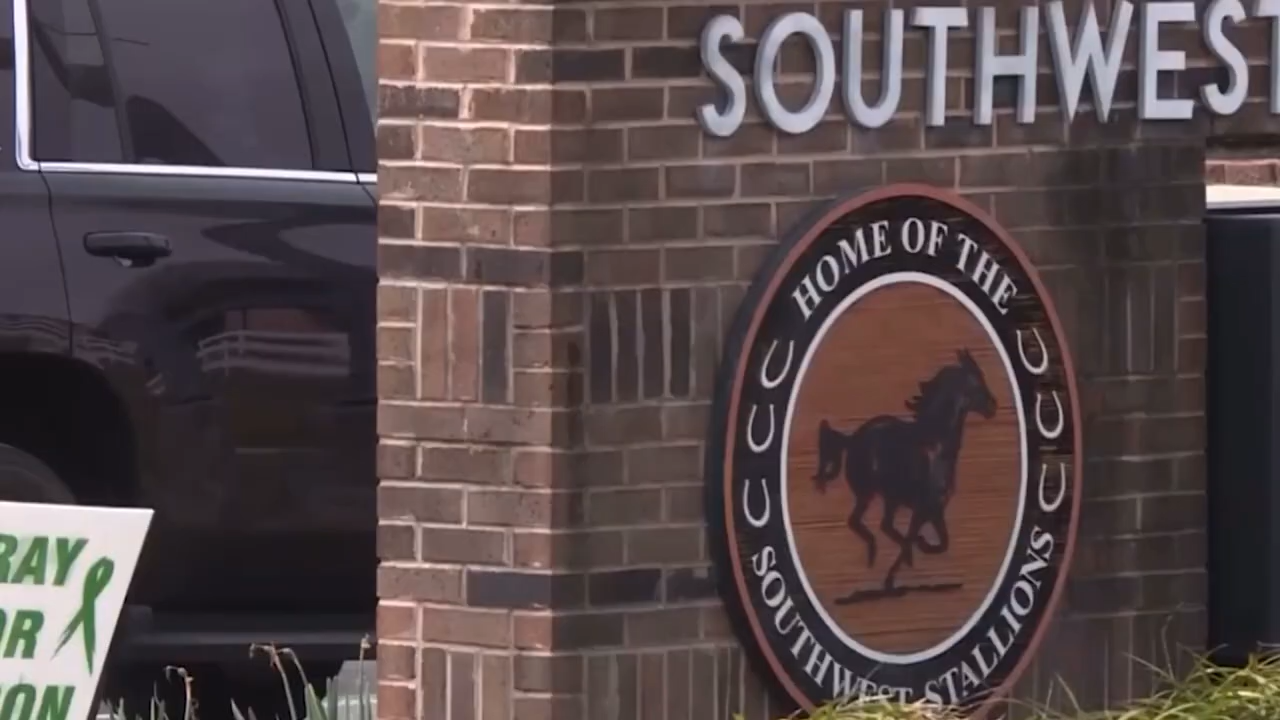 SOUTHWEST
HOME OF THE
SOUTHWEST STALLIONS
RAY
OR
ON